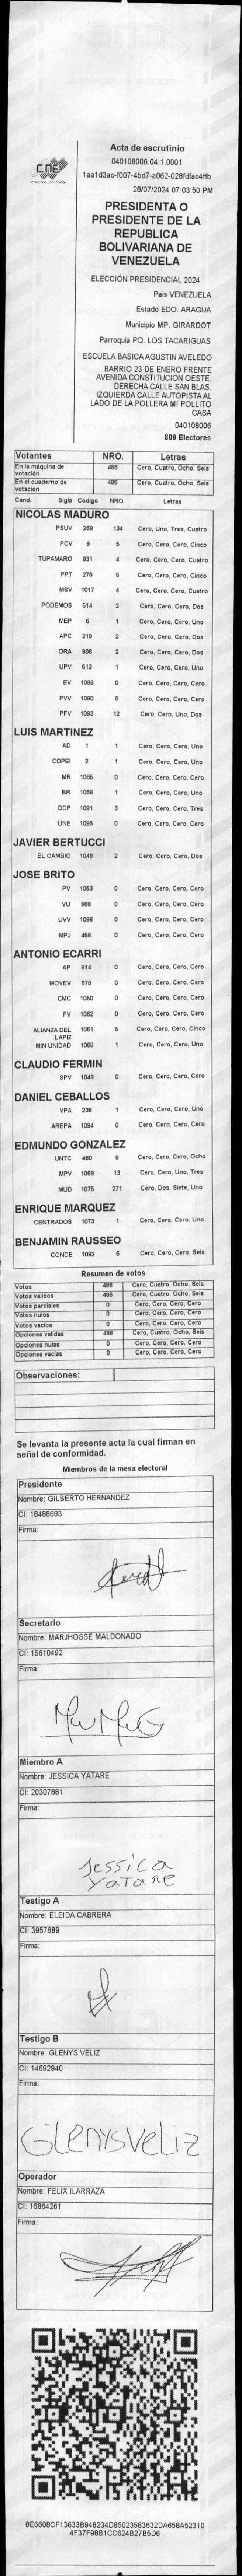 CNE
Acta de escrutinio
040108006.04.1.0001
1aa1d3ac-f007-4bd7-a062-028fdfac4ffb
28/07/2024 07:03:50 PM
PRESIDENTA O
PRESIDENTE DE LA
REPUBLICA
BOLIVARIANA DE
VENEZUELA
ELECCIÓN PRESIDENCIAL 2024
País VENEZUELA
Estado EDO. ARAGUA
Municipio MP. GIRARDOT
Parroquia PQ. LOS TACARIGUAS
ESCUELA BASICA AGUSTIN AVELEDO
BARRIO 23 DE ENERO FRENTE
AVENIDA CONSTITUCION OESTE.
DERECHA CALLE SAN BLAS.
IZQUIERDA CALLE AUTOPISTA AL
LADO DE LA POLLERA MI POLLITO
CASA
040108006
809 Electores
Votantes NRO. Letras
En la máquina de votación 486 Cero, Cuatro, Ocho, Seis
En el cuaderno de votación 486 Cero, Cuatro, Ocho, Seis
Cand. Sigla Código NRO. Letras
NICOLAS MADURO
PSUV 269 134 Cero, Uno, Tres, Cuatro
PCV 9 5 Cero, Cero, Cero, Cinco
TUPAMARO 931 4 Cero, Cero, Cero, Cuatro
PPT 276 5 Cero, Cero, Cero, Cinco
MSV 1017 4 Cero, Cero, Cero, Cuatro
PODEMOS 514 2 Cero, Cero, Cero, Dos
MEP 6 1 Cero, Cero, Cero, Uno
APC 219 2 Cero, Cero, Cero, Dos
ORA 906 2 Cero, Cero, Cero, Dos
UPV 513 1 Cero, Cero, Cero, Uno
EV 1089 0 Cero, Cero, Cero, Cero
PVV 1090 0 Cero, Cero, Cero, Cero
PFV 1093 12 Cero, Cero, Uno, Dos
LUIS MARTINEZ
AD 1 1 Cero, Cero, Cero, Uno
COPEI 2 1 Cero, Cero, Cero, Uno
MR 1065 0 Cero, Cero, Cero, Cero
BR 1066 1 Cero, Cero, Cero, Uno
DDP 1091 3 Cero, Cero, Cero, Tres
UNE 1095 0 Cero, Cero, Cero, Cero
JAVIER BERTUCCI
EL CAMBIO 1048 2 Cero, Cero, Cero, Dos
JOSE BRITO
PV 1053 0 Cero, Cero, Cero, Cero
VU 868 0 Cero, Cero, Cero, Cero
UVV 1096 0 Cero, Cero, Cero, Cero
MPJ 458 0 Cero, Cero, Cero, Cero
ANTONIO ECARRI
AP 814 0 Cero, Cero, Cero, Cero
MOVEV 878 0 Cero, Cero, Cero, Cero
CMC 1050 0 Cero, Cero, Cero, Cero
FV 1052 0 Cero, Cero, Cero, Cero
ALIANZA DEL LAPIZ 1051 5 Cero, Cero, Cero, Cinco
MIN UNIDAD 1068 1 Cero, Cero, Cero, Uno
CLAUDIO FERMIN
SPV 1049 0 Cero, Cero, Cero, Cero
DANIEL CEBALLOS
VPA 236 1 Cero, Cero, Cero, Uno
AREPA 1094 0 Cero, Cero, Cero, Cero
EDMUNDO GONZALEZ
UNTC 460 8 Cero, Cero, Cero, Ocho
MPV 1069 13 Cero, Cero, Uno, Tres
MUD 1075 271 Cero, Dos, Siete, Uno
ENRIQUE MARQUEZ
CENTRADOS 1073 1 Cero, Cero, Cero, Uno
BENJAMIN RAUSSEO
CONDE 1092 6 Cero, Cero, Cero, Seis
Resumen de votos
Votos 486 Cero, Cuatro, Ocho, Seis
Votos validos 486 Cero, Cuatro, Ocho, Seis
Votos parciales 0 Cero, Cero, Cero, Cero
Votos nulos 0 Cero, Cero, Cero, Cero
Votos vacíos 0 Cero, Cero, Cero, Cero
Opciones validas 486 Cero, Cuatro, Ocho, Seis
Opciones nulas 0 Cero, Cero, Cero, Cero
Opciones vacías 0 Cero, Cero, Cero, Cero
Observaciones:
Se levanta la presente acta la cual firman en
señal de conformidad.
Miembros de la mesa electoral
Presidente
Nombre: GILBERTO HERNANDEZ
CI: 18488693
Firma:
Secretario
Nombre: MARJHOSSE MALDONADO
CI: 15610492
Firma:
Miembro A
Nombre: JESSICA YATARE
CI: 20307881
Firma:
Jessica
Yatare
Testigo A
Nombre: ELEIDA CABRERA
CI: 3957689
Firma:
Testigo B
Nombre: GLENYS VELIZ
CI: 14692940
Firma:
Glenys Veliz
Operador
Nombre: FELIX ILARRAZA
CI: 16864261
Firma:
8E6608CF13633B948234D85023583632DA658A52310
4F37F98B1CC624B27B5D6